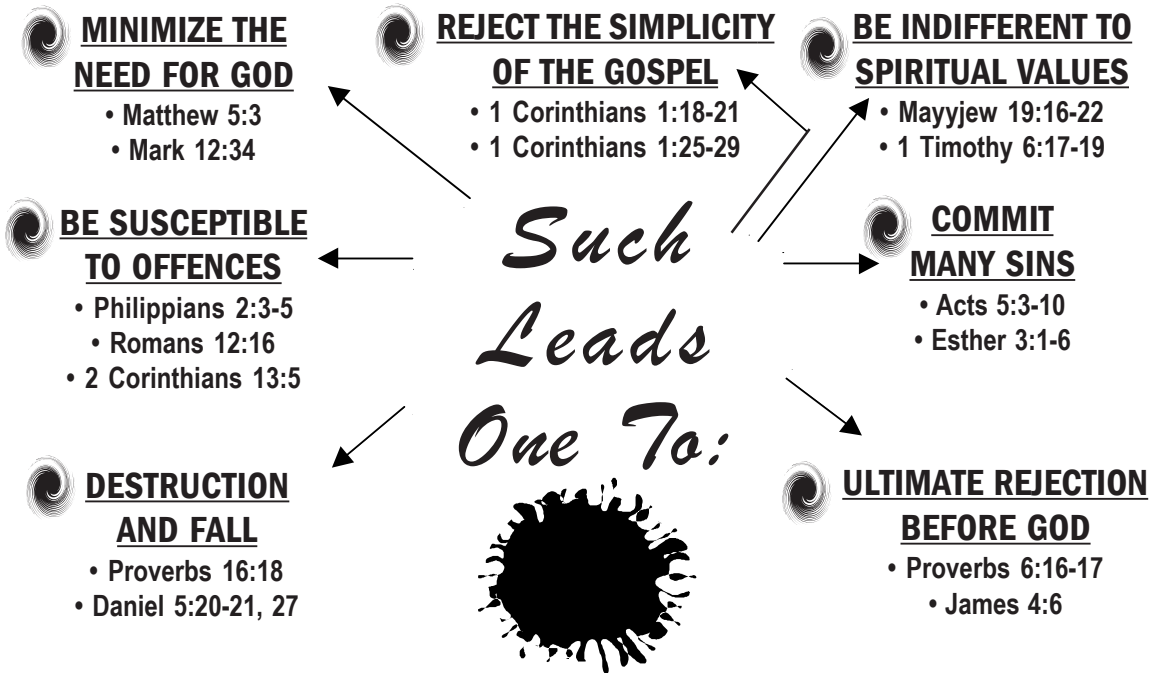 MINIMIZE THE
NEED FOR GOD
• Matthew 5:3
• Mark 12:34
REJECT THE SIMPLICITY
OF THE GOSPEL
• 1 Corinthians 1:18-21
• 1 Corinthians 1:25-29
BE INDIFFERENT TO
SPIRITUAL VALUES
• Mayyjew 19:16-22
• 1 Timothy 6:17-19
BE SUSCEPTIBLE
TO OFFENCES
• Philippians 2:3-5
• Romans 12:16
• 2 Corinthians 13:5
Such
Leads
One To:
COMMIT
MANY SINS
• Acts 5:3-10
• Esther 3:1-6
DESTRUCTION
AND FALL
• Proverbs 16:18
• Daniel 5:20-21, 27
ULTIMATE REJECTION
BEFORE GOD
• Proverbs 6:16-17
• James 4:6